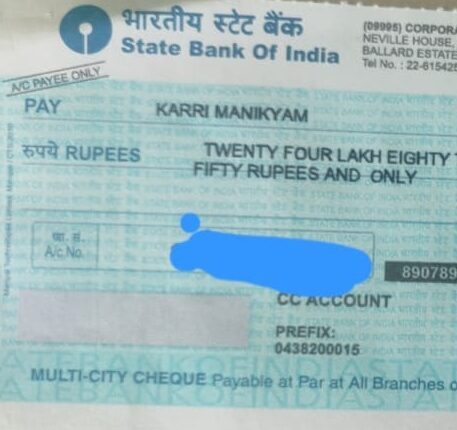 भारतीय स्टेट बैंक
State Bank Of India
(09995) CORPORA
NEVILLE HOUSE,
BALLARD ESTATE
Tel No. : 22-615425
A/C PAYEE ONLY
PAY KARRI MANIKYAM
रुपये RUPEES TWENTY FOUR LAKH EIGHTY
FIFTY RUPEES AND ONLY
खा. सं.
A/c No.
890789
CC ACCOUNT
PREFIX:
0438200015
MULTI-CITY CHEQUE Payable at Par at All Branches o